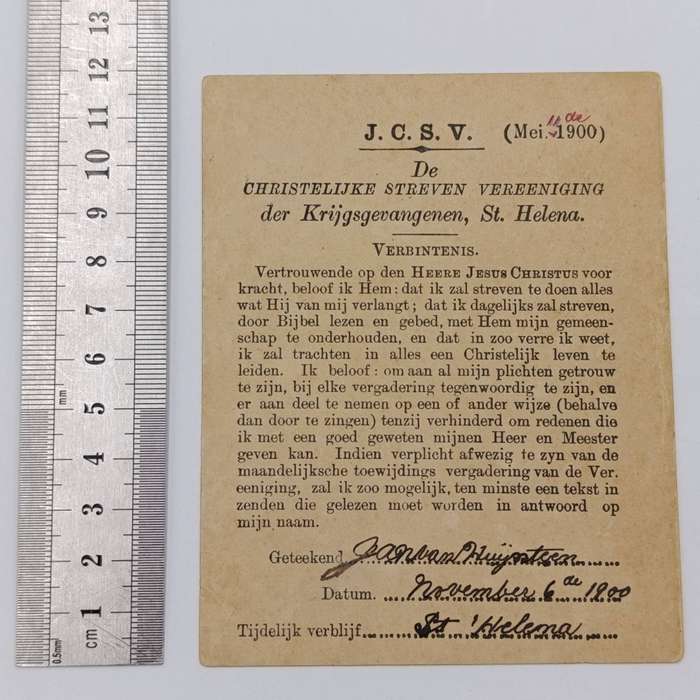 13
12
11
10
9
8
7
6
mm
5
4
3
2
1
cm
0.5mm
J. C. S. V. (Mei 11de 1900)
De
CHRISTELIJKE STREVEN VEREENIGING
der Krijgsgevangenen, St. Helena.
VERBINTENIS.
Vertrouwende op den HEERE JESUS CHRISTUS voor
kracht, beloof ik Hem: dat ik zal streven te doen alles
wat Hij van mij verlangt; dat ik dagelijks zal streven,
door Bijbel lezen en gebed, met Hem mijn gemeen-
schap te onderhouden, en dat in zoo verre ik weet,
ik zal trachten in alles een Christelijk leven te
leiden. Ik beloof: om aan al mijn plichten getrouw
te zijn, bij elke vergadering tegenwoordig te zijn, en
er aan deel te nemen op een of ander wijze (behalve
dan door te zingen) tenzij verhinderd om redenen die
ik met een goed geweten mijnen Heer en Meester
geven kan. Indien verplicht afwezig te zyn van de
maandelijksche toewijdings vergadering van de Ver.
eeniging, zal ik zoo mogelijk, ten minste een tekst in
zenden die gelezen moet worden in antwoord op
mijn naam.
Geteekend Jan van Huijsteen
Datum. November 6de 1900
Tijdelijk verblijf St Helena